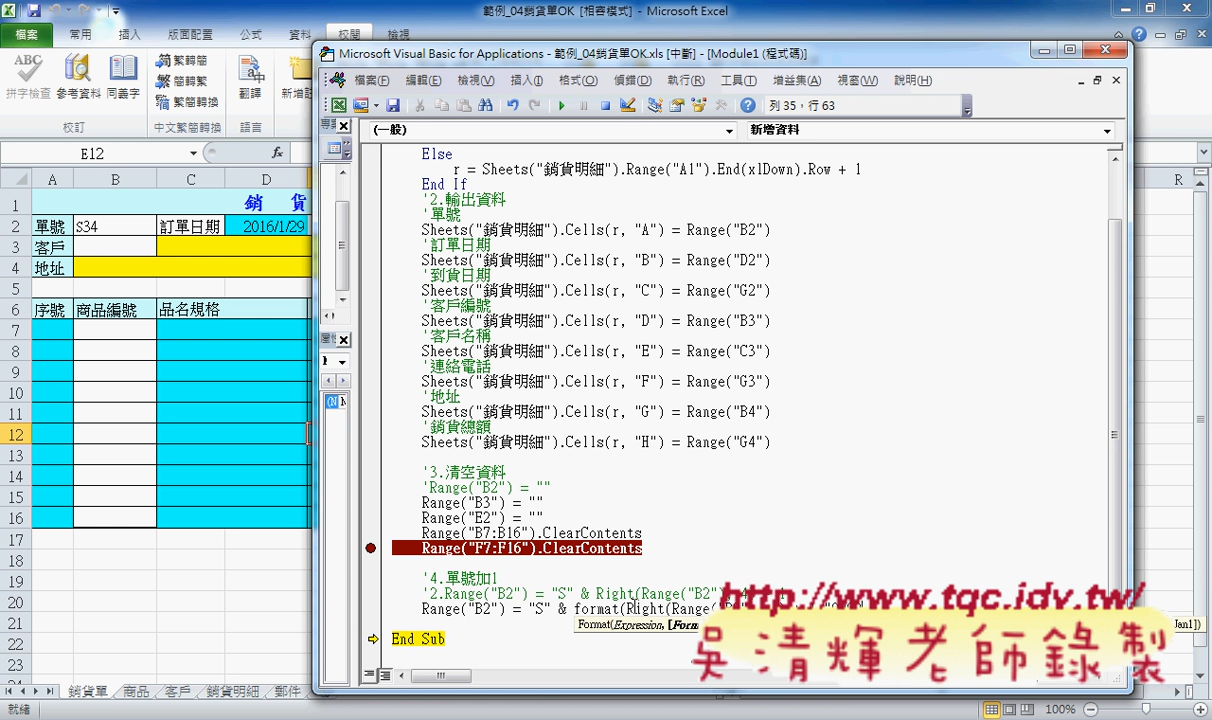 範例_04銷貨單OK [相容模式] - Microsoft Excel
檔案 常用 插入 版面配置 公式 資料 校閱 檢視
ABC
拼字檢查 參考資料 同義字
校訂
繁轉簡
簡轉繁
繁簡轉換
中文繁簡轉換
翻譯
語言
新增註
E12
fx
A B C D R
1 銷 貨
2 單號 S34 訂單日期 2016/1/29
3 客戶
4 地址
5
6 序號 商品編號 品名規格
7
8
9
10
11
12
13
14
15
16
17
18
19
20
21
22
23
銷貨單 商品 客戶 銷貨明細 郵件
就緒
100%
Microsoft Visual Basic for Applications - 範例_04銷貨單OK.xls [中斷] - [Module1 (程式碼)]
檔案(F) 編輯(E) 檢視(V) 插入(I) 格式(O) 偵錯(D) 執行(R) 工具(T) 增益集(A) 視窗(W) 說明(H)
列 35，行 63
(一般) 新增資料
Else
r = Sheets("銷貨明細").Range("A1").End(xlDown).Row + 1
End If
'2.輸出資料
'單號
Sheets("銷貨明細").Cells(r, "A") = Range("B2")
'訂單日期
Sheets("銷貨明細").Cells(r, "B") = Range("D2")
'到貨日期
Sheets("銷貨明細").Cells(r, "C") = Range("G2")
'客戶編號
Sheets("銷貨明細").Cells(r, "D") = Range("B3")
'客戶名稱
Sheets("銷貨明細").Cells(r, "E") = Range("C3")
'連絡電話
Sheets("銷貨明細").Cells(r, "F") = Range("G3")
'地址
Sheets("銷貨明細").Cells(r, "G") = Range("B4")
'銷貨總額
Sheets("銷貨明細").Cells(r, "H") = Range("G4")
'3.清空資料
'Range("B2") = ""
Range("B3") = ""
Range("E2") = ""
Range("B7:B16").ClearContents
Range("F7:F16").ClearContents
'4.單號加1
'2.Range("B2") = "S" & Right(Range("B2")
Range("B2") = "S" & format(Right(Range(
Format(Expression, [Form
Jan1])
End Sub
http://www.tqc.idv.tw/
吳清輝老師錄製